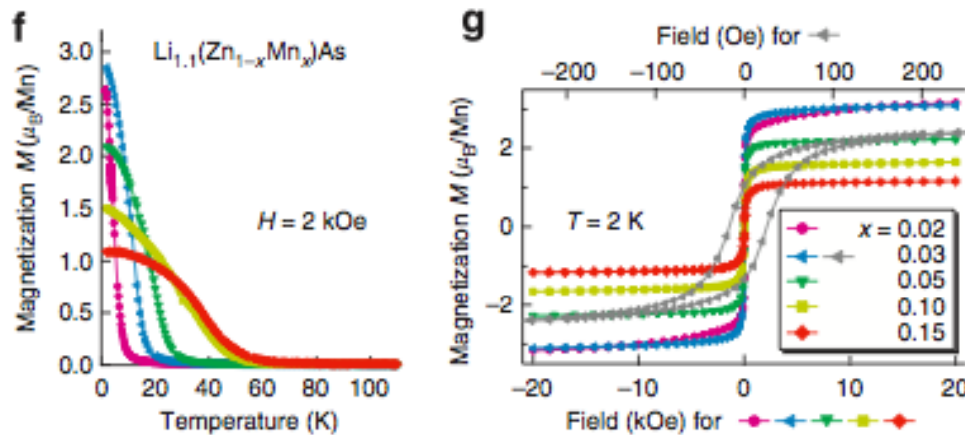 f
Li1.1(Zn1–xMnx)As
H = 2 kOe
Magnetization M (μB/Mn)
3.0
2.5
2.0
1.5
1.0
0.5
0.0
0 20 40 60 80 100
Temperature (K)
g
Field (Oe) for
–200 –100 0 100 200
Magnetization M (μB/Mn)
2
0
–2
T = 2 K
x = 0.02
0.03
0.05
0.10
0.15
–20 –10 0 10 20
Field (kOe) for